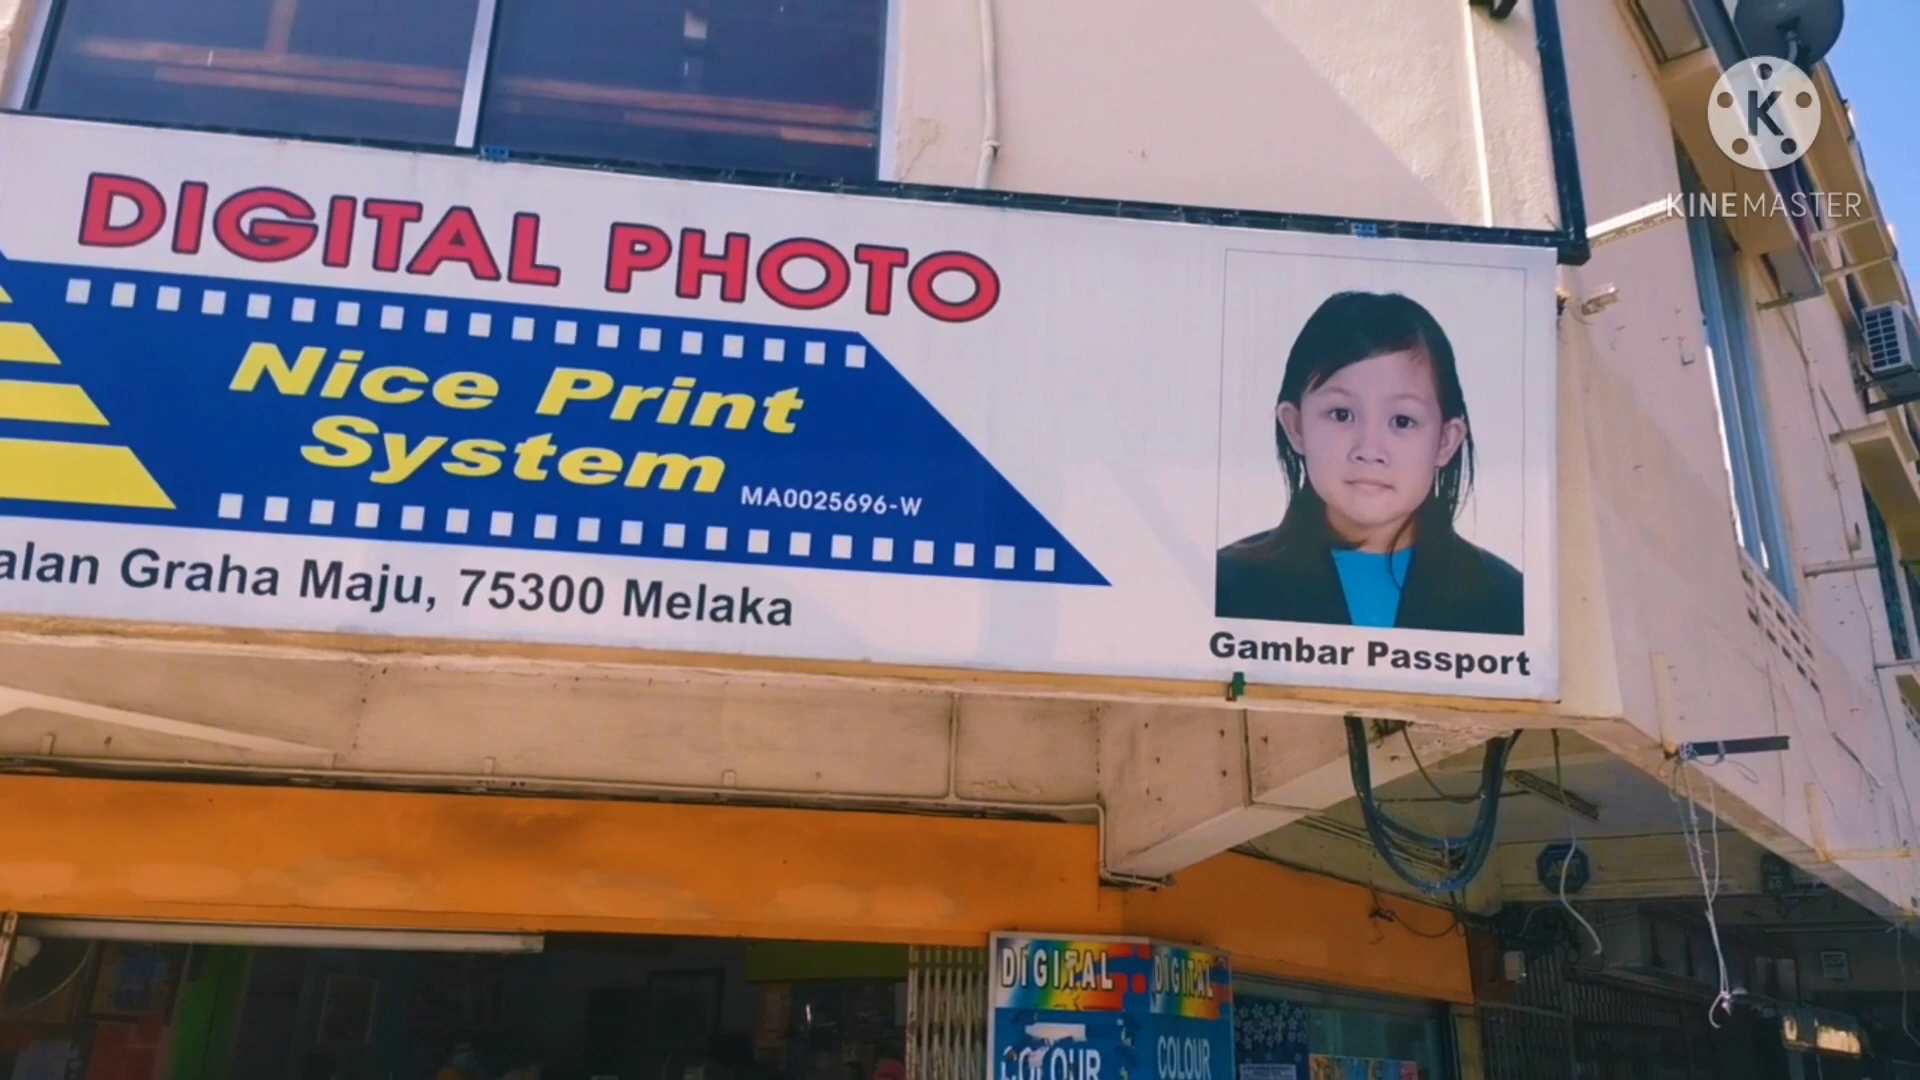 DIGITAL PHOTO
Nice Print
System
MA0025696-W
alan Graha Maju, 75300 Melaka
Gambar Passport
K
KINEMASTER
DIGITAL
COLOUR
DIGITAL
COLOUR